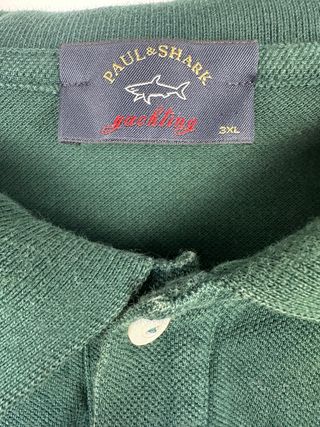 PAUL & SHARK
yachting
3XL